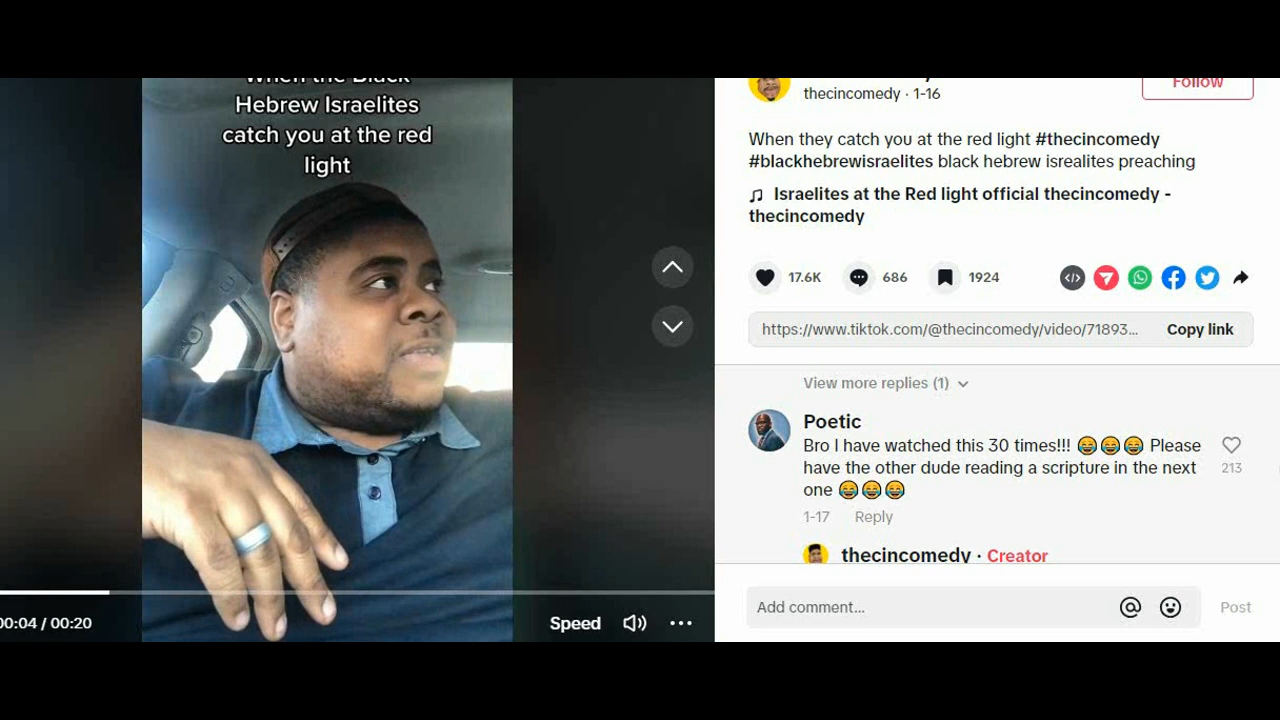 When the Black
Hebrew Israelites
catch you at the red
light
00:04 / 00:20
Speed
thecincomedy · 1-16
Follow
When they catch you at the red light #thecincomedy
#blackhebrewisraelites black hebrew isrealites preaching
Israelites at the Red light official thecincomedy -
thecincomedy
17.6K
686
1924
https://www.tiktok.com/@thecincomedy/video/71893...
Copy link
View more replies (1)
Poetic
Bro I have watched this 30 times!!! 😂😂😂 Please
have the other dude reading a scripture in the next
one 😂😂😂
213
1-17 Reply
thecincomedy · Creator
Add comment...
Post